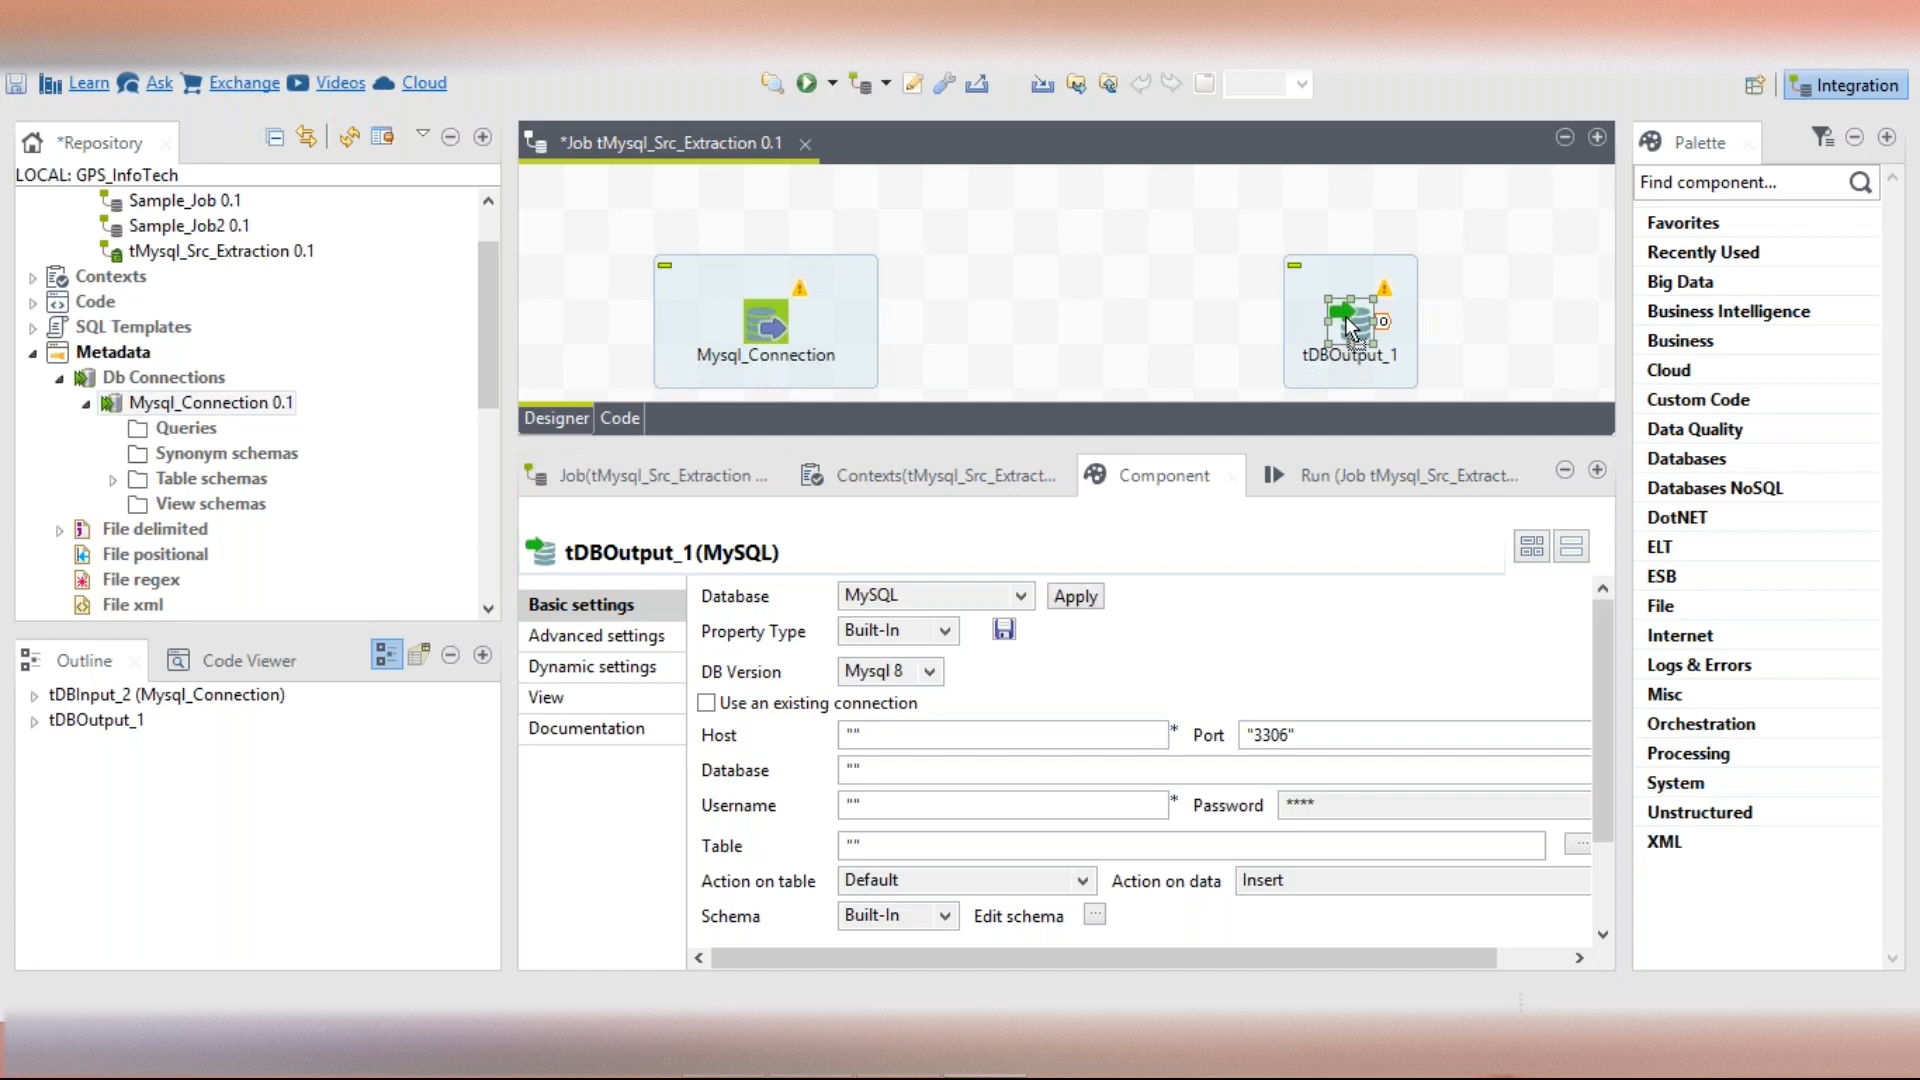 Learn Ask Exchange Videos Cloud
Integration
*Repository
LOCAL: GPS_InfoTech
Sample_Job 0.1
Sample_Job2 0.1
tMysql_Src_Extraction 0.1
Contexts
Code
SQL Templates
Metadata
Db Connections
Mysql_Connection 0.1
Queries
Synonym schemas
Table schemas
View schemas
File delimited
File positional
File regex
File xml
Outline Code Viewer
tDBInput_2 (Mysql_Connection)
tDBOutput_1
*Job tMysql_Src_Extraction 0.1
Mysql_Connection
tDBOutput_1
Designer Code
Job(tMysql_Src_Extraction ... Contexts(tMysql_Src_Extract... Component Run (Job tMysql_Src_Extract...
tDBOutput_1(MySQL)
Basic settings
Advanced settings
Dynamic settings
View
Documentation
Database MySQL Apply
Property Type Built-In
DB Version Mysql 8
Use an existing connection
Host "" * Port "3306"
Database ""
Username "" * Password ****
Table "" ...
Action on table Default Action on data Insert
Schema Built-In Edit schema ...
Palette
Find component...
Favorites
Recently Used
Big Data
Business Intelligence
Business
Cloud
Custom Code
Data Quality
Databases
Databases NoSQL
DotNET
ELT
ESB
File
Internet
Logs & Errors
Misc
Orchestration
Processing
System
Unstructured
XML